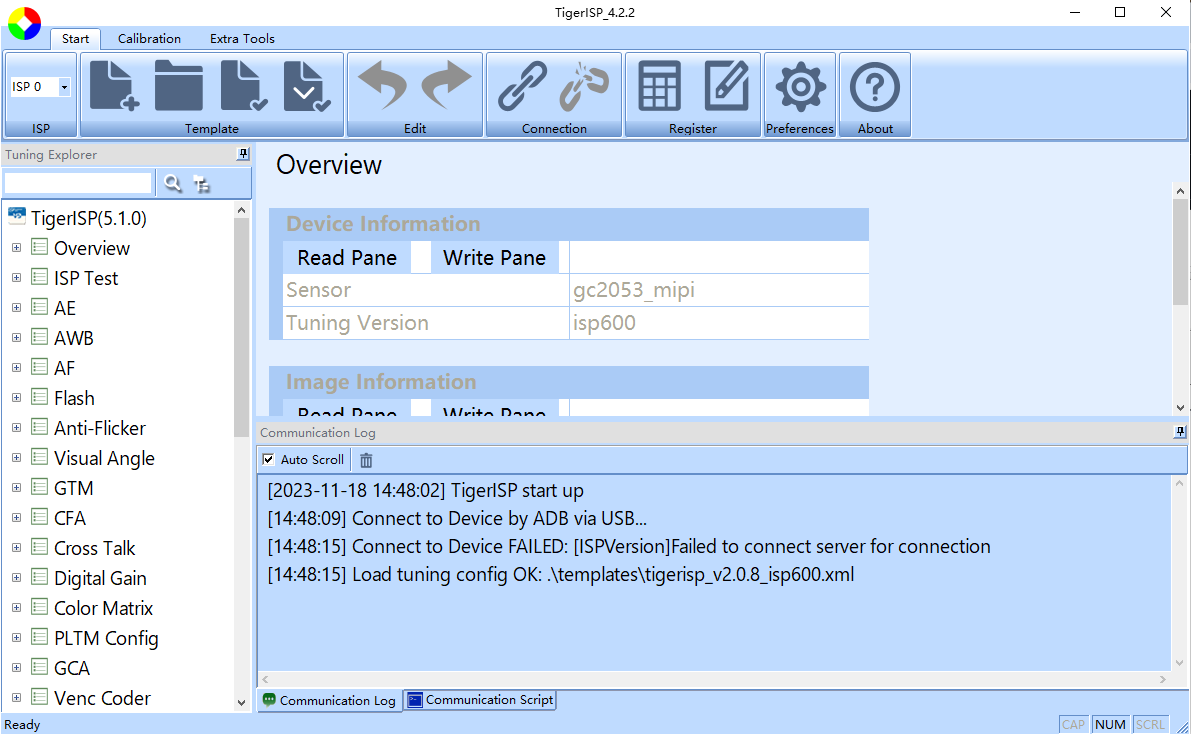 TigerISP_4.2.2
Start Calibration Extra Tools
ISP 0
ISP Template Edit Connection Register Preferences About
Tuning Explorer
TigerISP(5.1.0)
Overview
ISP Test
AE
AWB
AF
Flash
Anti-Flicker
Visual Angle
GTM
CFA
Cross Talk
Digital Gain
Color Matrix
PLTM Config
GCA
Venc Coder
Overview
Device Information
Read Pane Write Pane
Sensor gc2053_mipi
Tuning Version isp600
Image Information
Read Pane Write Pane
Communication Log
Auto Scroll
[2023-11-18 14:48:02] TigerISP start up
[14:48:09] Connect to Device by ADB via USB...
[14:48:15] Connect to Device FAILED: [ISPVersion]Failed to connect server for connection
[14:48:15] Load tuning config OK: .\templates\tigerisp_v2.0.8_isp600.xml
Communication Log Communication Script
Ready CAP NUM SCRL